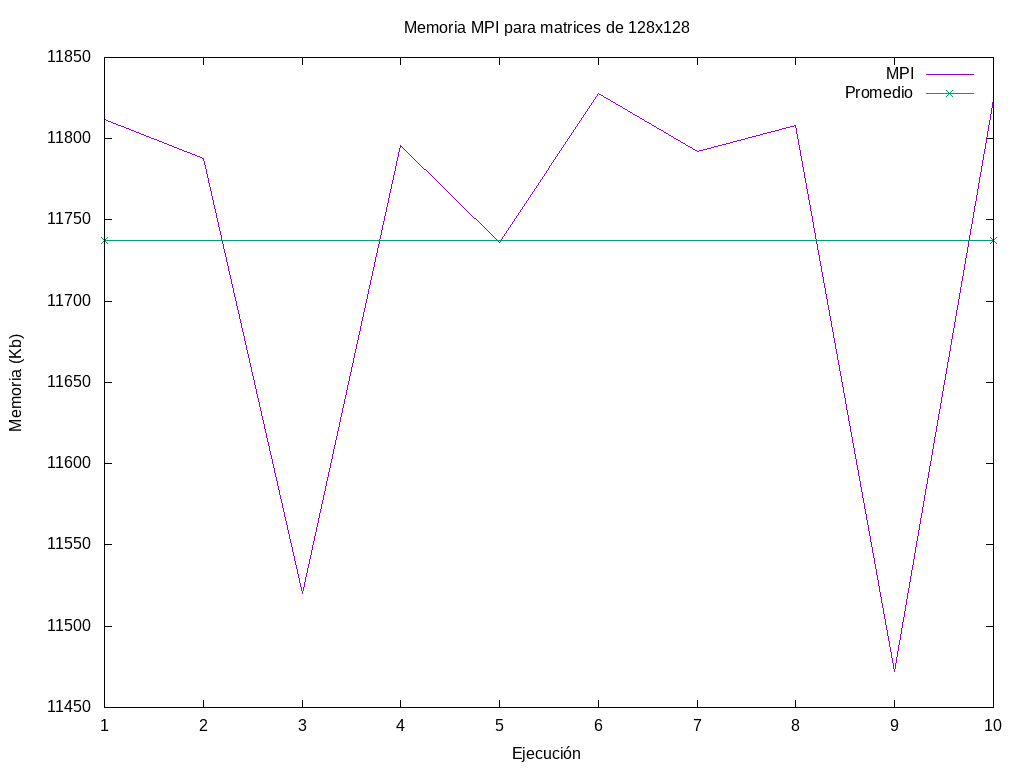 Memoria MPI para matrices de 128x128
MPI
Promedio
11850
11800
11750
11700
11650
11600
11550
11500
11450
Memoria (Kb)
1 2 3 4 5 6 7 8 9 10
Ejecución